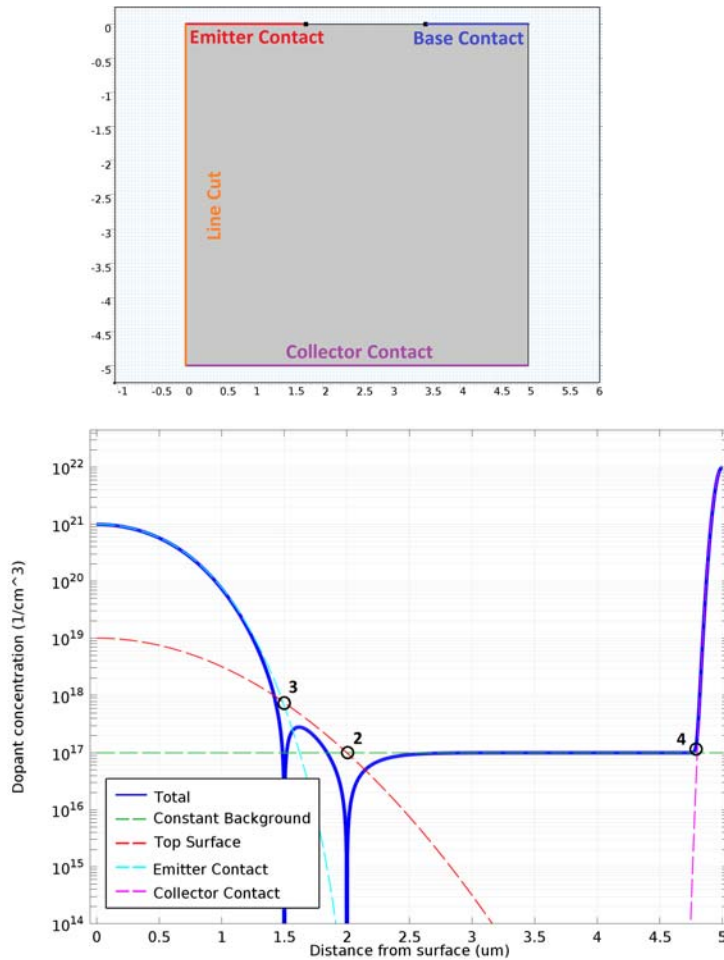 0
-0.5
-1
-1.5
-2
-2.5
-3
-3.5
-4
-4.5
-5
Emitter Contact
Base Contact
Line Cut
Collector Contact
-1 -0.5 0 0.5 1 1.5 2 2.5 3 3.5 4 4.5 5 5.5 6
Dopant concentration (1/cm^3)
10^22
10^21
10^20
10^19
10^18
10^17
10^16
10^15
10^14
3
2
4
Total
Constant Background
Top Surface
Emitter Contact
Collector Contact
0 0.5 1 1.5 2 2.5 3 3.5 4 4.5 5
Distance from surface (um)